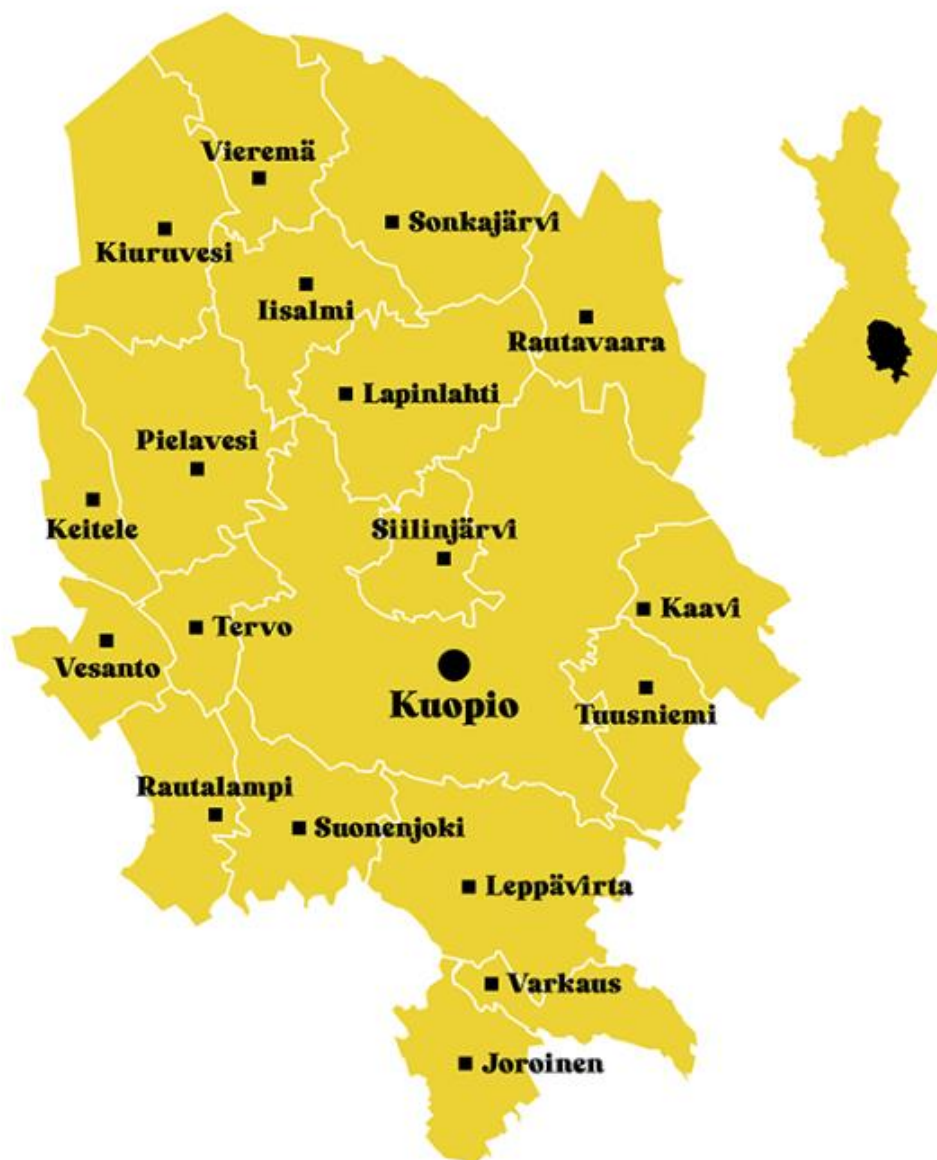 Vieremä
Sonkajärvi
Kiuruvesi
Iisalmi
Rautavaara
Lapinlahti
Pielavesi
Keitele
Siilinjärvi
Kaavi
Tervo
Vesanto
Kuopio
Tuusniemi
Rautalampi
Suonenjoki
Leppävirta
Varkaus
Joroinen